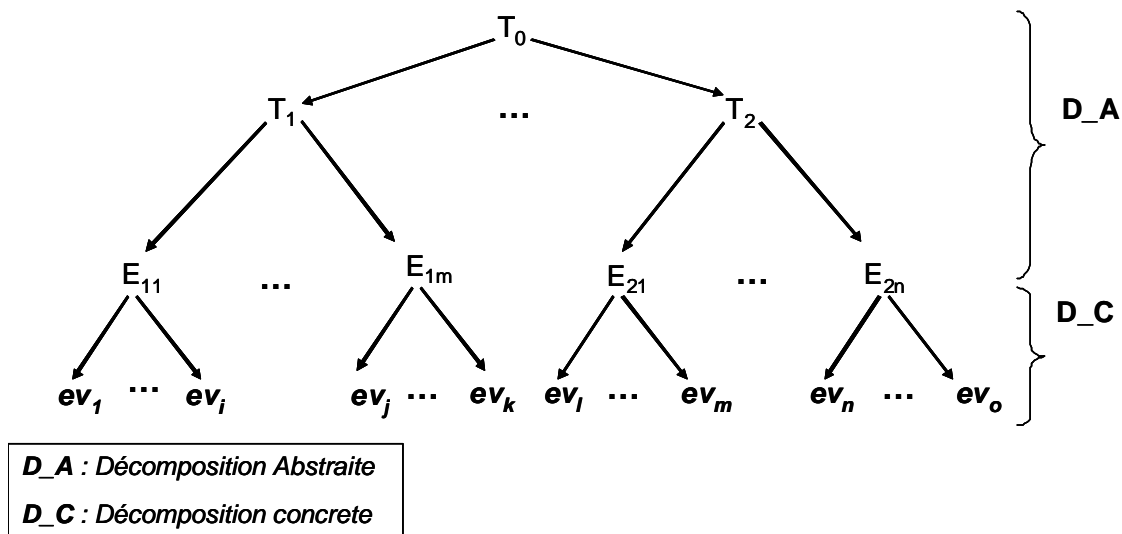 T₀
T₁ ... T₂ D_A
E₁₁ ... E₁ₘ E₂₁ ... E₂ₙ
D_C
ev₁ ... evᵢ evⱼ ... evₖ evₗ ... evₘ evₙ ... evₒ
D_A : Décomposition Abstraite
D_C : Décomposition concrete